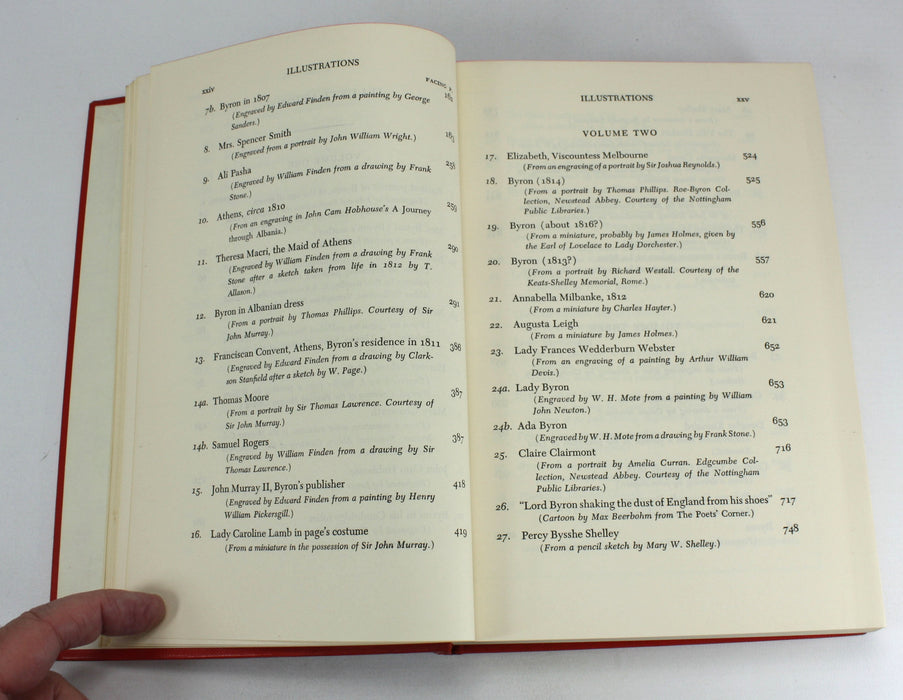 xxiv
ILLUSTRATIONS
FACING P.
7b. Byron in 1807
(Engraved by Edward Finden from a painting by George
Sanders.)
8. Mrs. Spencer Smith 163
(Engraved from a portrait by John William Wright.)
9. Ali Pasha 258
(Engraved by William Finden from a drawing by Frank
Stone.)
10. Athens, circa 1810 259
(Fron an engraving in John Cam Hobhouse's A Journey
through Albania.)
11. Theresa Macri, the Maid of Athens 290
(Engraved by William Finden from a drawing by Frank
Stone after a sketch taken from life in 1812 by T.
Allason.)
12. Byron in Albanian dress 291
(From a portrait by Thomas Phillips. Courtesy of Sir
John Murray.)
13. Franciscan Convent, Athens, Byron's residence in 1811 386
(Engraved by Edward Finden from a drawing by Clark-
son Stanfield after a sketch by W. Page.)
14a. Thomas Moore 387
(From a portrait by Sir Thomas Lawrence. Courtesy of
Sir John Murray.)
14b. Samuel Rogers 387
(Engraved by William Finden from a drawing by Sir
Thomas Lawrence.)
15. John Murray II, Byron's publisher 418
(Engraved by Edward Finden from a painting by Henry
William Pickersgill.)
16. Lady Caroline Lamb in page's costume 419
(From a miniature in the possession of Sir John Murray.)
ILLUSTRATIONS xxv
VOLUME TWO
17. Elizabeth, Viscountess Melbourne 524
(From an engraving of a portrait by Sir Joshua Reynolds.)
18. Byron (1814) 525
(From a portrait by Thomas Phillips. Roe-Byron Col-
lection, Newstead Abbey. Courtesy of the Nottingham
Public Libraries.)
19. Byron (about 1816?) 556
(From a miniature, probably by James Holmes, given by
the Earl of Lovelace to Lady Dorchester.)
20. Byron (1813?) 557
(From a portrait by Richard Westall. Courtesy of the
Keats-Shelley Memorial, Rome.)
21. Annabella Milbanke, 1812 620
(From a miniature by Charles Hayter.)
22. Augusta Leigh 621
(From a miniature by James Holmes.)
23. Lady Frances Wedderburn Webster 652
(From an engraving of a painting by Arthur William
Devis.)
24a. Lady Byron 653
(Engraved by W. H. Mote from a painting by William
John Newton.)
24b. Ada Byron 653
(Engraved by W. H. Mote from a drawing by Frank Stone.)
25. Claire Clairmont 716
(From a portrait by Amelia Curran. Edgcumbe Col-
lection, Newstead Abbey. Courtesy of the Nottingham
Public Libraries.)
26. "Lord Byron shaking the dust of England from his shoes" 717
(Cartoon by Max Beerbohm from The Poets' Corner.)
27. Percy Bysshe Shelley 748
(From a pencil sketch by Mary W. Shelley.)